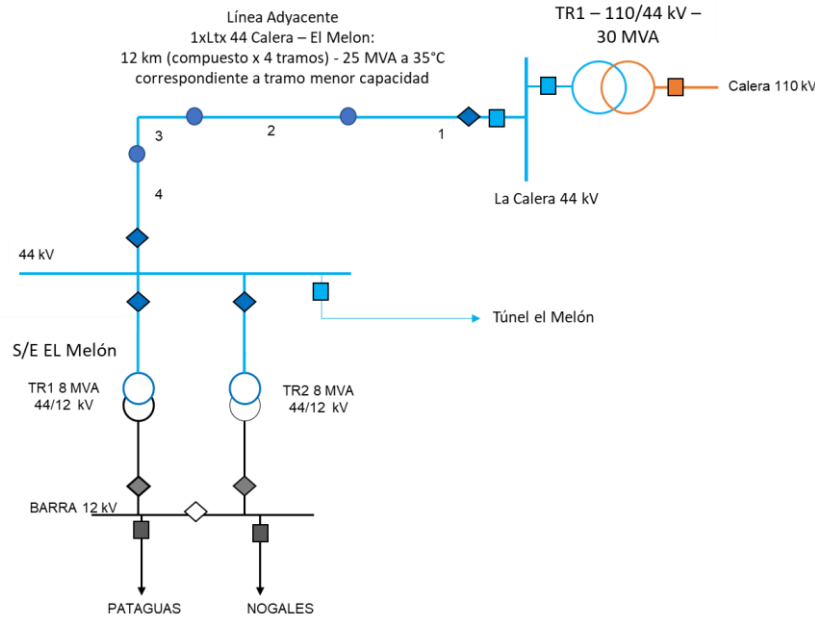 Línea Adyacente
1xLtx 44 Calera – El Melon:
12 km (compuesto x 4 tramos) - 25 MVA a 35°C
correspondiente a tramo menor capacidad
TR1 – 110/44 kV –
30 MVA
Calera 110 kV
3
2
1
4
La Calera 44 kV
44 kV
Túnel el Melón
S/E EL Melón
TR1 8 MVA
44/12 kV
TR2 8 MVA
44/12 kV
BARRA 12 kV
PATAGUAS
NOGALES